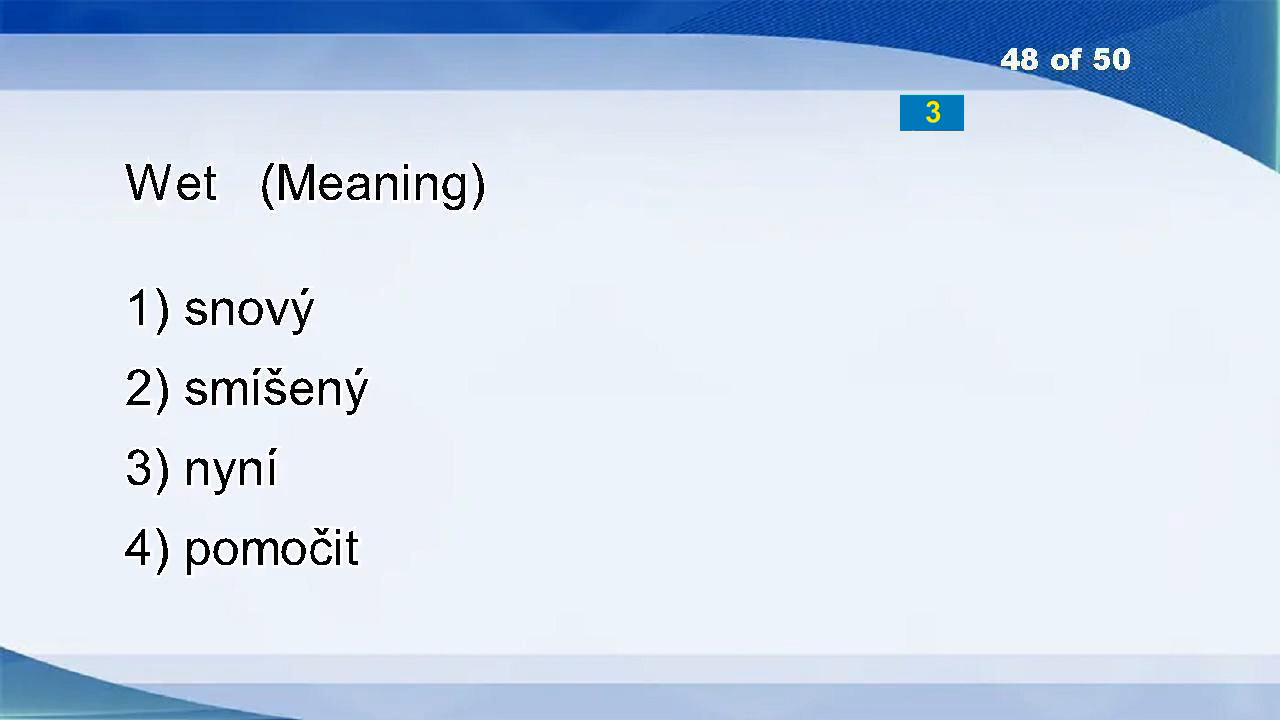 48 of 50
3
Wet (Meaning)
1) snový
2) smíšený
3) nyní
4) pomočit